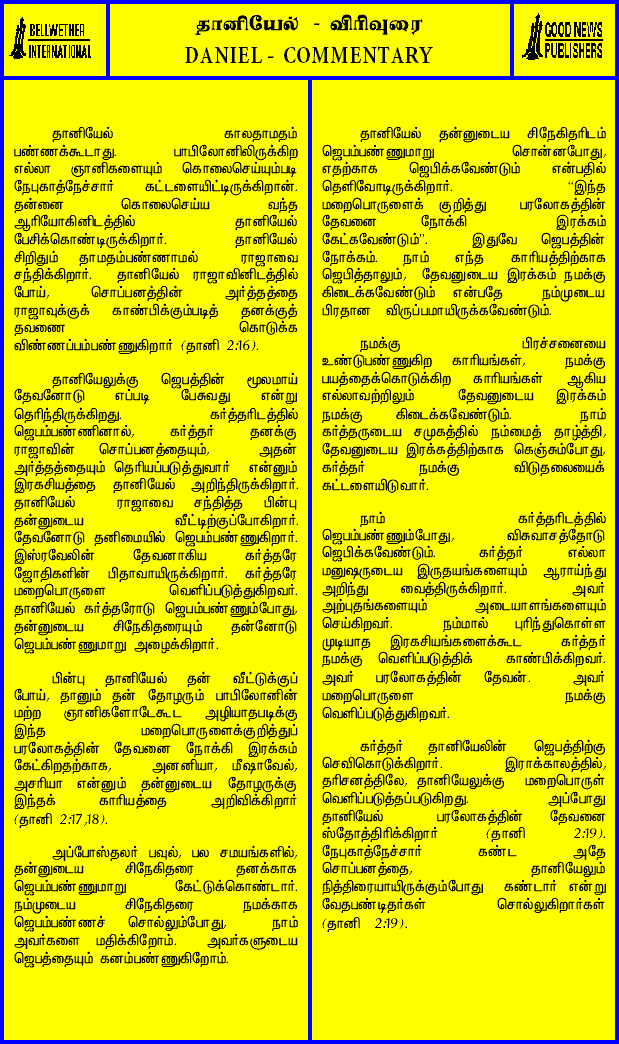 BELLWETHER
INTERNATIONAL
தானியேல் - விரிவுரை
DANIEL - COMMENTARY
GOOD NEWS
PUBLISHERS
தானியேல் காலதாமதம்
பண்ணக்கூடாது. பாபிலோனிலிருக்கிற
எல்லா ஞானிகளையும் கொலைசெய்யும்படி
நேபுகாத்நேச்சார் கட்டளையிட்டிருக்கிறான்.
தன்னை கொலைசெய்ய வந்த
ஆரியோகினிடத்தில் தானியேல்
பேசிக்கொண்டிருக்கிறார். தானியேல்
சிறிதும் தாமதம்பண்ணாமல் ராஜாவை
சந்திக்கிறார். தானியேல் ராஜாவினிடத்தில்
போய், சொப்பனத்தின் அர்த்தத்தை
ராஜாவுக்குக் காண்பிக்கும்படித் தனக்குத்
தவணை கொடுக்க
விண்ணப்பம்பண்ணுகிறார் (தானி 2:16).
தானியேலுக்கு ஜெபத்தின் மூலமாய்
தேவனோடு எப்படி பேசுவது என்று
தெரிந்திருக்கிறது. கர்த்தரிடத்தில்
ஜெபம்பண்ணினால், கர்த்தர் தனக்கு
ராஜாவின் சொப்பனத்தையும், அதன்
அர்த்தத்தையும் தெரியப்படுத்துவார் என்னும்
இரகசியத்தை தானியேல் அறிந்திருக்கிறார்.
தானியேல் ராஜாவை சந்தித்த பின்பு
தன்னுடைய வீட்டிற்குப்போகிறார்.
தேவனோடு தனிமையில் ஜெபம்பண்ணுகிறார்.
இஸ்ரவேலின் தேவனாகிய கர்த்தரே
ஜோதிகளின் பிதாவாயிருக்கிறார். கர்த்தரே
மறைபொருளை வெளிப்படுத்துகிறவர்.
தானியேல் கர்த்தரோடு ஜெபம்பண்ணும்போது,
தன்னுடைய சிநேகிதரையும் தன்னோடு
ஜெபம்பண்ணுமாறு அழைக்கிறார்.
பின்பு தானியேல் தன் வீட்டுக்குப்
போய், தானும் தன் தோழரும் பாபிலோனின்
மற்ற ஞானிகளோடேகூட அழியாதபடிக்கு
இந்த மறைபொருளைக்குறித்துப்
பரலோகத்தின் தேவனை நோக்கி இரக்கம்
கேட்கிறதற்காக, அனனியா, மீஷாவேல்,
அசரியா என்னும் தன்னுடைய தோழருக்கு
இந்தக் காரியத்தை அறிவிக்கிறார்
(தானி 2:17,18).
அப்போஸ்தலர் பவுல், பல சமயங்களில்,
தன்னுடைய சிநேகிதரை தனக்காக
ஜெபம்பண்ணுமாறு கேட்டுக்கொண்டார்.
நம்முடைய சிநேகிதரை நமக்காக
ஜெபம்பண்ணச் சொல்லும்போது, நாம்
அவர்களை மதிக்கிறோம். அவர்களுடைய
ஜெபத்தையும் கனம்பண்ணுகிறோம்.
தானியேல் தன்னுடைய சிநேகிதரிடம்
ஜெபம்பண்ணுமாறு சொன்னபோது,
எதற்காக ஜெபிக்கவேண்டும் என்பதில்
தெளிவோடிருக்கிறார். "இந்த
மறைபொருளைக் குறித்து பரலோகத்தின்
தேவனை நோக்கி இரக்கம்
கேட்கவேண்டும்". இதுவே ஜெபத்தின்
நோக்கம். நாம் எந்த காரியத்திற்காக
ஜெபித்தாலும், தேவனுடைய இரக்கம் நமக்கு
கிடைக்கவேண்டும் என்பதே நம்முடைய
பிரதான விருப்பமாயிருக்கவேண்டும்.
நமக்கு பிரச்சனையை
உண்டுபண்ணுகிற காரியங்கள், நமக்கு
பயத்தைக்கொடுக்கிற காரியங்கள் ஆகிய
எல்லாவற்றிலும் தேவனுடைய இரக்கம்
நமக்கு கிடைக்கவேண்டும். நாம்
கர்த்தருடைய சமுகத்தில் நம்மைத் தாழ்த்தி,
தேவனுடைய இரக்கத்திற்காக கெஞ்சும்போது,
கர்த்தர் நமக்கு விடுதலையைக்
கட்டளையிடுவார்.
நாம் கர்த்தரிடத்தில்
ஜெபம்பண்ணும்போது, விசுவாசத்தோடு
ஜெபிக்கவேண்டும். கர்த்தர் எல்லா
மனுஷருடைய இருதயங்களையும் ஆராய்ந்து
அறிந்து வைத்திருக்கிறார். அவர்
அற்புதங்களையும் அடையாளங்களையும்
செய்கிறவர். நம்மால் புரிந்துகொள்ள
முடியாத இரகசியங்களைக்கூட கர்த்தர்
நமக்கு வெளிப்படுத்திக் காண்பிக்கிறவர்.
அவர் பரலோகத்தின் தேவன். அவர்
மறைபொருளை நமக்கு
வெளிப்படுத்துகிறவர்.
கர்த்தர் தானியேலின் ஜெபத்திற்கு
செவிகொடுக்கிறார். இராக்காலத்தில்,
தரிசனத்திலே, தானியேலுக்கு மறைபொருள்
வெளிப்படுத்தப்படுகிறது. அப்போது
தானியேல் பரலோகத்தின் தேவனை
ஸ்தோத்திரிக்கிறார் (தானி 2:19).
நேபுகாத்நேச்சார் கண்ட அதே
சொப்பனத்தை, தானியேலும்
நித்திரையாயிருக்கும்போது கண்டார் என்று
வேதபண்டிதர்கள் சொல்லுகிறார்கள்
(தானி 2:19).